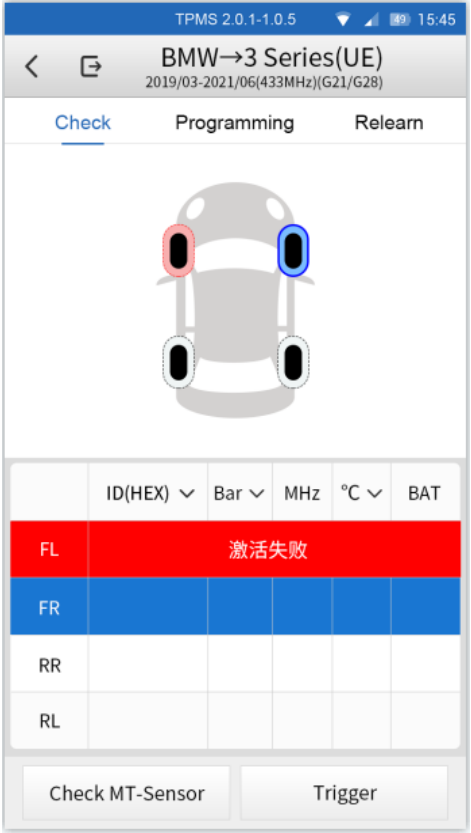 TPMS 2.0.1-1.0.5 49 15:45
BMW→3 Series(UE)
2019/03-2021/06(433MHz)(G21/G28)
Check Programming Relearn
ID(HEX) Bar MHz °C BAT
FL 激活失败
FR
RR
RL
Check MT-Sensor Trigger